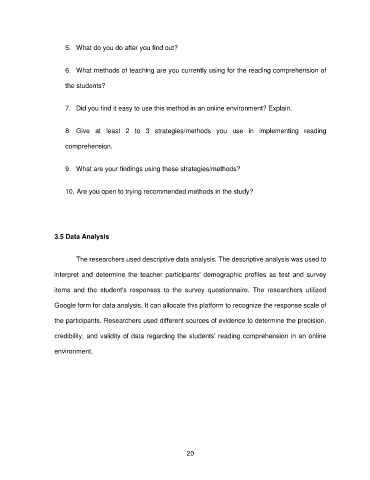 5. What do you do after you find out?
6. What methods of teaching are you currently using for the reading comprehension of
the students?
7. Did you find it easy to use this method in an online environment? Explain.
8. Give at least 2 to 3 strategies/methods you use in implementing reading
comprehension.
9. What are your findings using these strategies/methods?
10. Are you open to trying recommended methods in the study?
3.5 Data Analysis
The researchers used descriptive data analysis. The descriptive analysis was used to
interpret and determine the teacher participants' demographic profiles as test and survey
items and the student's responses to the survey questionnaire. The researchers utilized
Google form for data analysis. It can allocate this platform to recognize the response scale of
the participants. Researchers used different sources of evidence to determine the precision,
credibility, and validity of data regarding the students' reading comprehension in an online
environment.
20